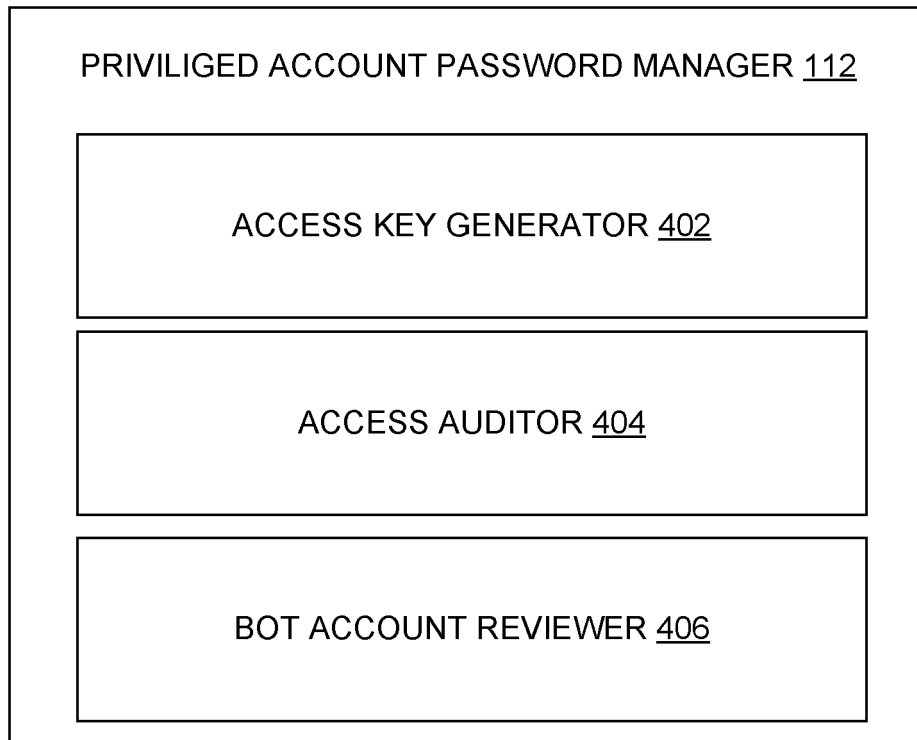 PRIVILIGED ACCOUNT PASSWORD MANAGER 112
ACCESS KEY GENERATOR 402
ACCESS AUDITOR 404
BOT ACCOUNT REVIEWER 406